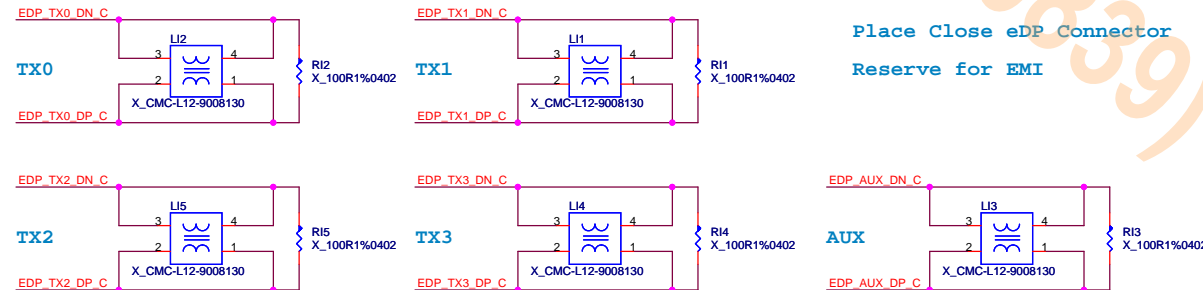 EDP_TX0_DN_C
LI2
3 4
TX0
2 1
RI2
X_100R1%0402
X_CMC-L12-9008130
EDP_TX0_DP_C
EDP_TX1_DN_C
LI1
3 4
TX1
2 1
RI1
X_100R1%0402
X_CMC-L12-9008130
EDP_TX1_DP_C
Place Close eDP Connector
Reserve for EMI
839)
EDP_TX2_DN_C
LI5
3 4
TX2
2 1
RI5
X_100R1%0402
X_CMC-L12-9008130
EDP_TX2_DP_C
EDP_TX3_DN_C
LI4
3 4
TX3
2 1
RI4
X_100R1%0402
X_CMC-L12-9008130
EDP_TX3_DP_C
EDP_AUX_DN_C
LI3
3 4
AUX
2 1
RI3
X_100R1%0402
X_CMC-L12-9008130
EDP_AUX_DP_C